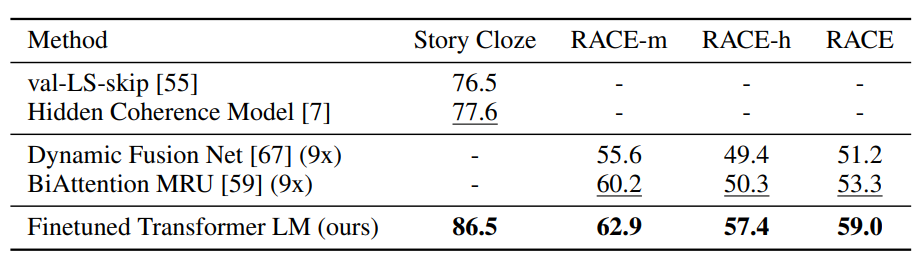 Method Story Cloze RACE-m RACE-h RACE
val-LS-skip [55] 76.5 - - -
Hidden Coherence Model [7] 77.6 - - -
Dynamic Fusion Net [67] (9x) - 55.6 49.4 51.2
BiAttention MRU [59] (9x) - 60.2 50.3 53.3
Finetuned Transformer LM (ours) 86.5 62.9 57.4 59.0